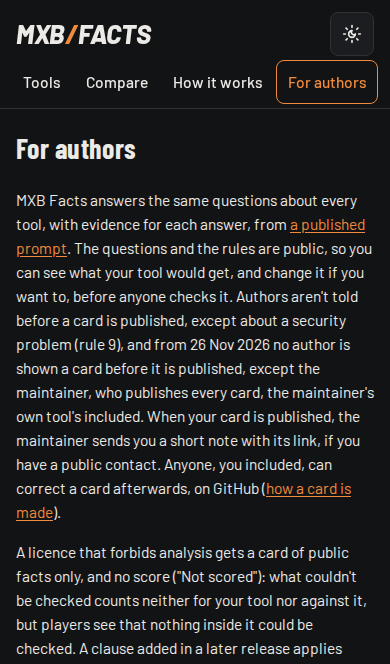 MXB/FACTS
Tools Compare How it works For authors
For authors
MXB Facts answers the same questions about every
tool, with evidence for each answer, from a published
prompt. The questions and the rules are public, so you
can see what your tool would get, and change it if you
want to, before anyone checks it. Authors aren't told
before a card is published, except about a security
problem (rule 9), and from 26 Nov 2026 no author is
shown a card before it is published, except the
maintainer, who publishes every card, the maintainer's
own tool's included. When your card is published, the
maintainer sends you a short note with its link, if you
have a public contact. Anyone, you included, can
correct a card afterwards, on GitHub (how a card is
made).
A licence that forbids analysis gets a card of public
facts only, and no score ("Not scored"): what couldn't
be checked counts neither for your tool nor against it,
but players see that nothing inside it could be
checked. A clause added in a later release applies